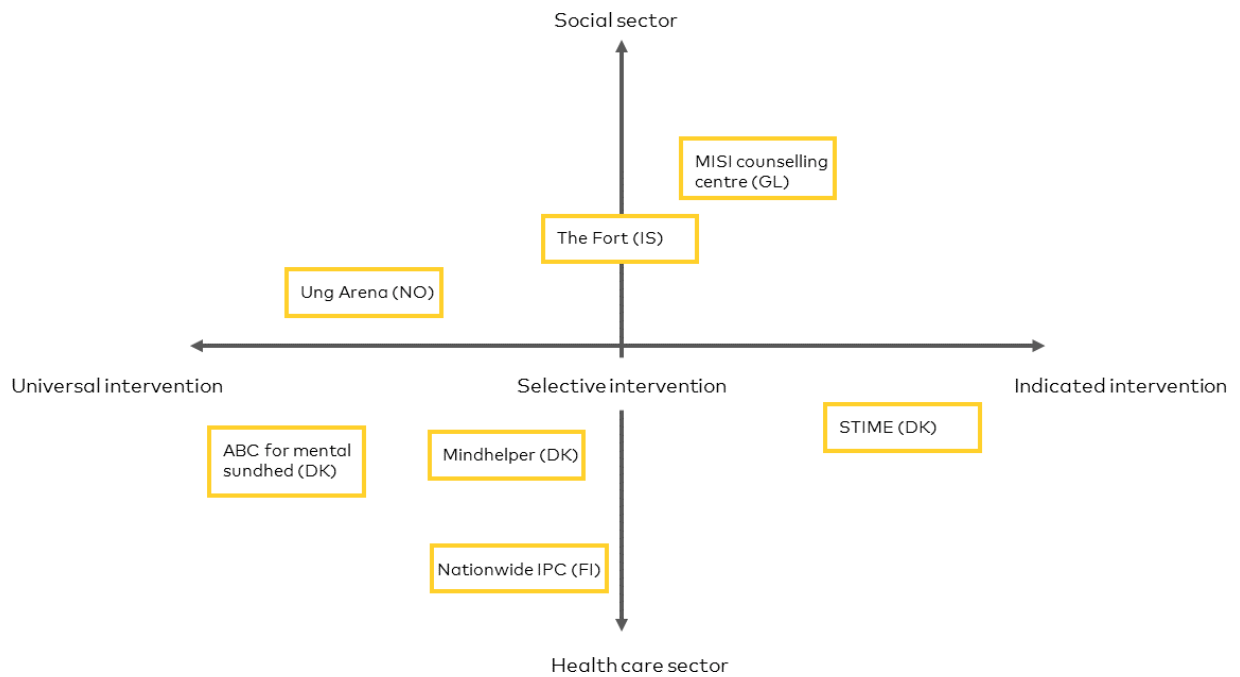 Social sector
MISI counselling
centre (GL)
The Fort (IS)
Ung Arena (NO)
Universal intervention
Selective intervention
Indicated intervention
STIME (DK)
ABC for mental
sundhed (DK)
Mindhelper (DK)
Nationwide IPC (FI)
Health care sector